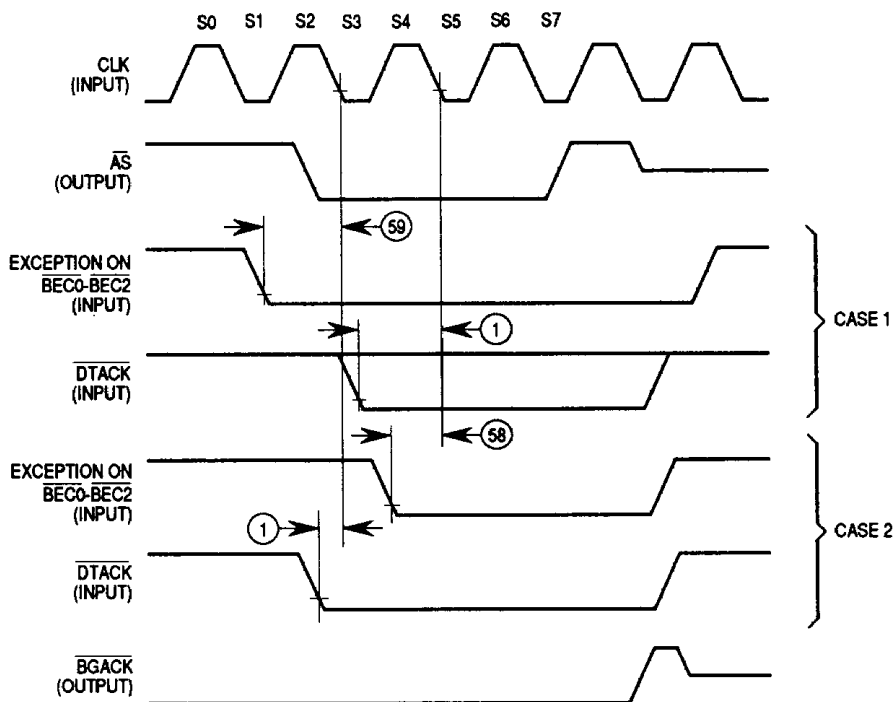 S0 S1 S2 S3 S4 S5 S6 S7
CLK
(INPUT)
AS
(OUTPUT)
59
EXCEPTION ON
BEC0-BEC2
(INPUT)
1
CASE 1
DTACK
(INPUT)
58
EXCEPTION ON
BEC0-BEC2
(INPUT)
1
CASE 2
DTACK
(INPUT)
BGACK
(OUTPUT)